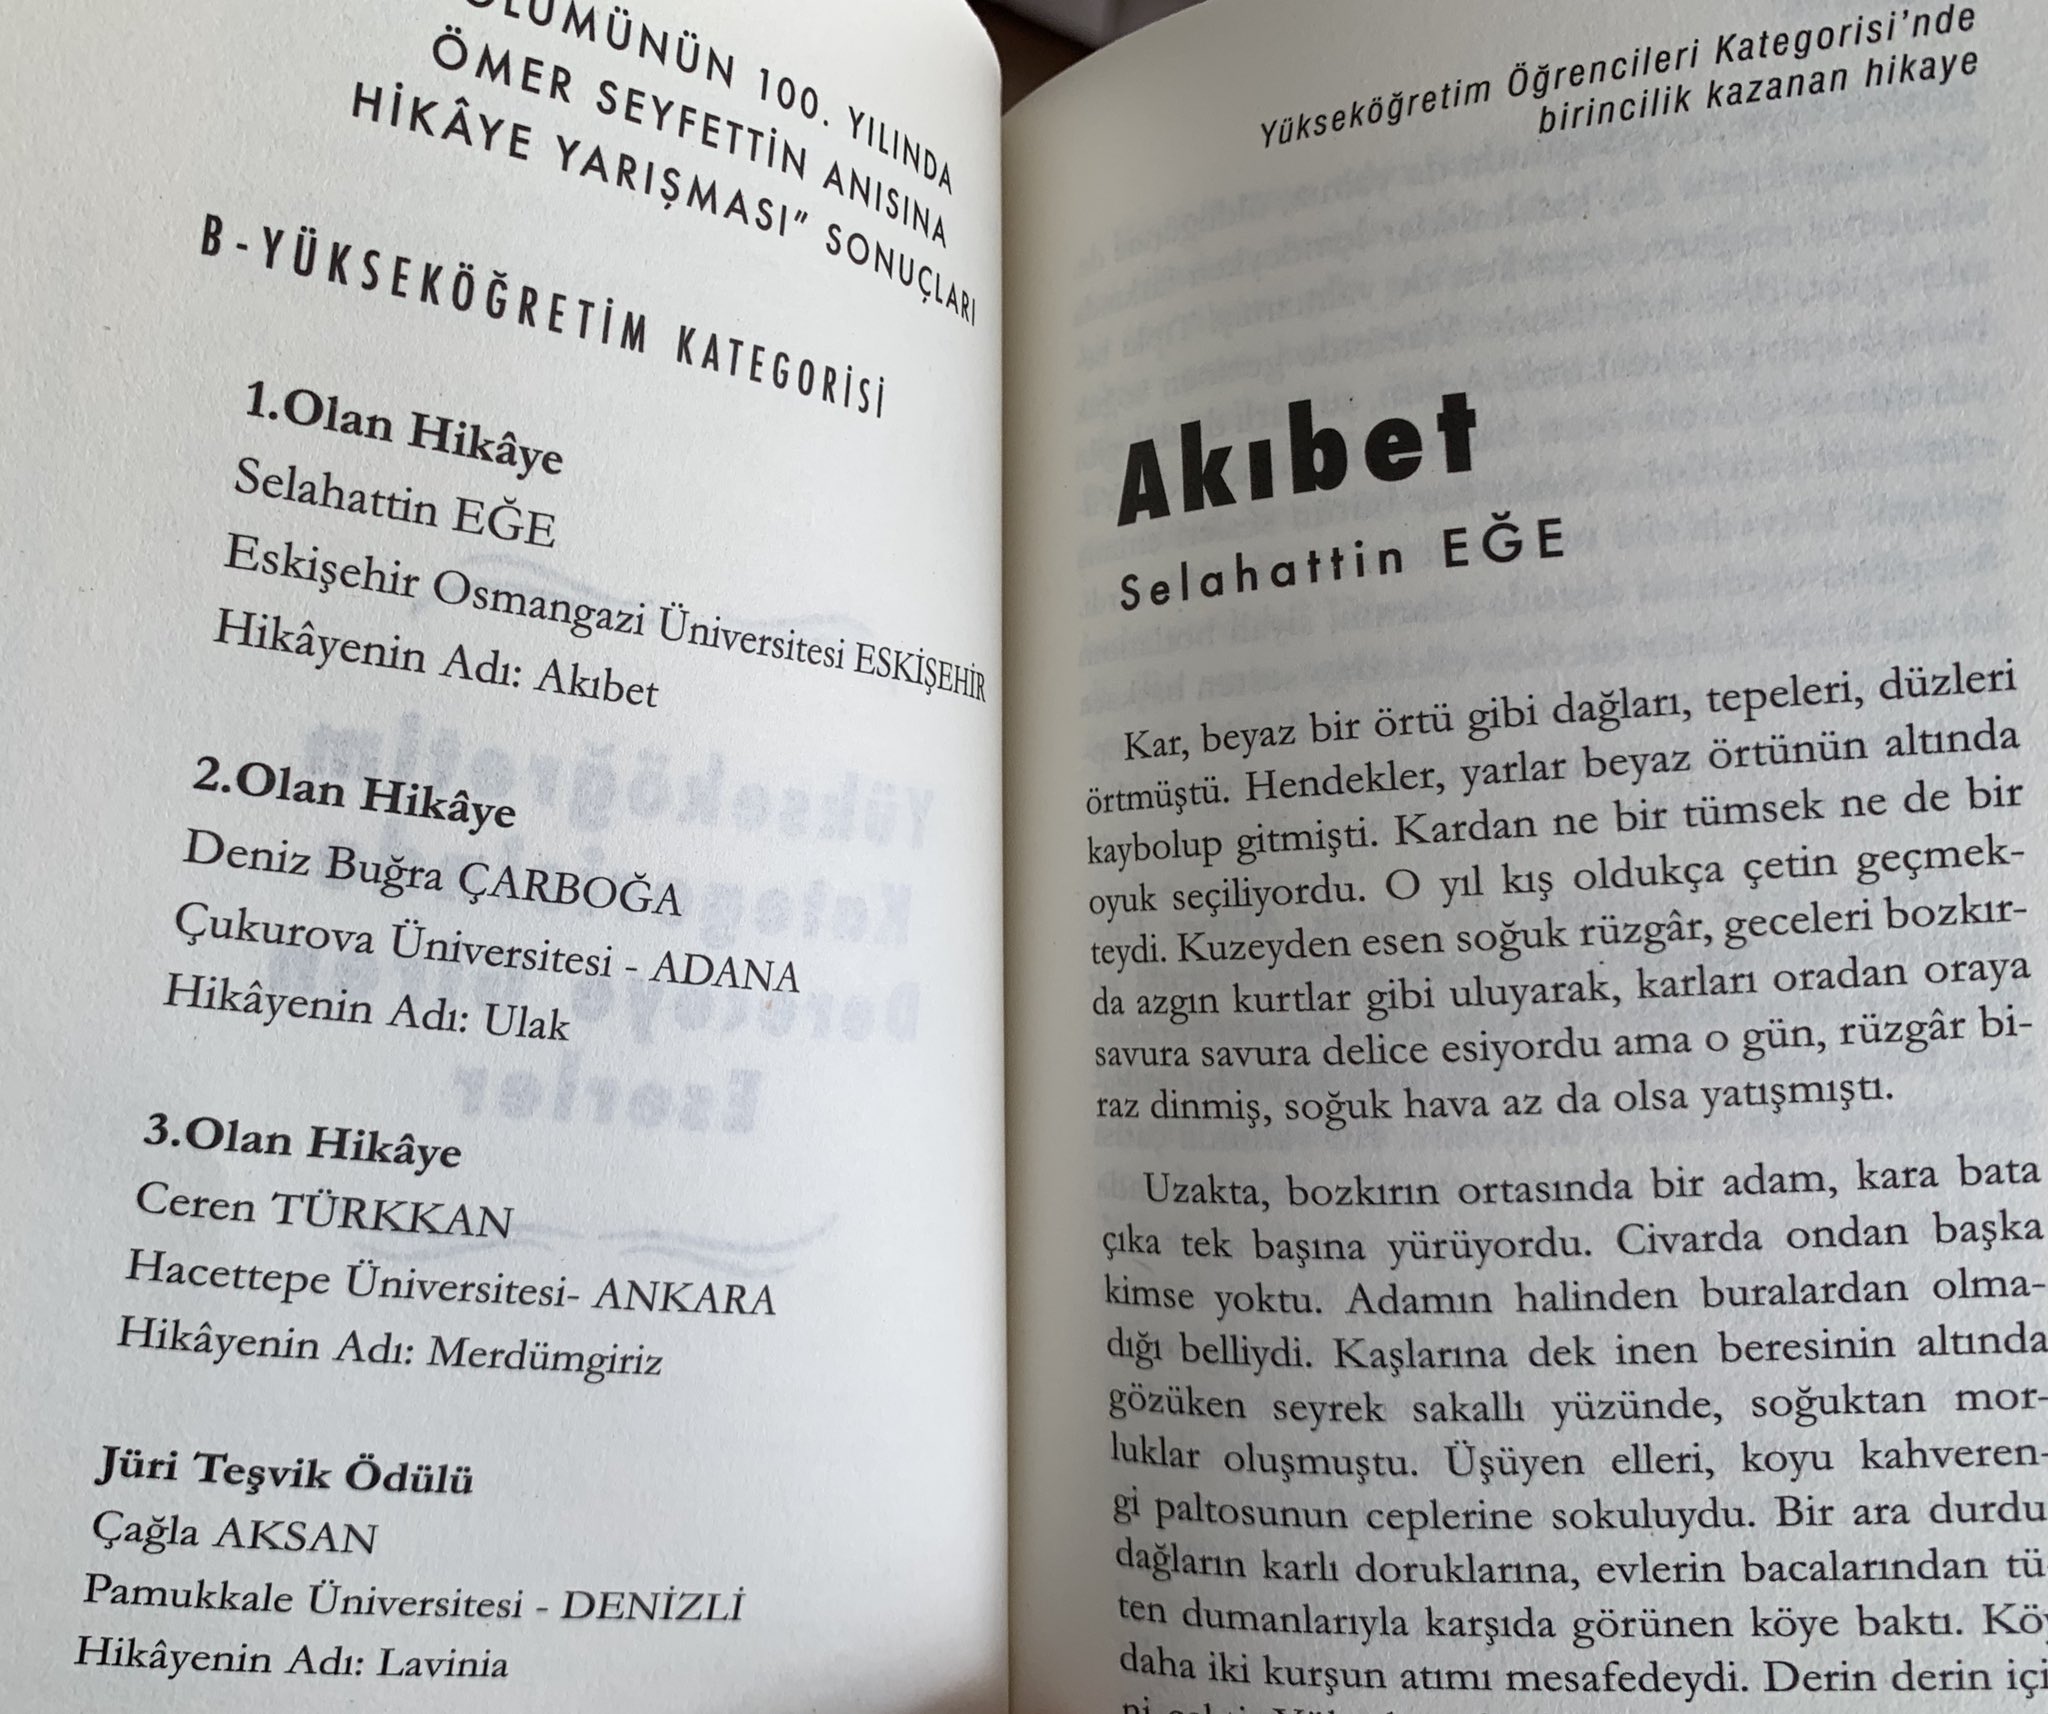 ÖLÜMÜNÜN 100. YILINDA
ÖMER SEYFETTİN ANISINA
HİKÂYE YARIŞMASI” SONUÇLARI
B-YÜKSEKÖĞRETİM KATEGORİSİ
1.Olan Hikâye
Selahattin EĞE
Eskişehir Osmangazi Üniversitesi ESKİŞEHİR
Hikâyenin Adı: Akıbet
2.Olan Hikâye
Deniz Buğra ÇARBOĞA
Çukurova Üniversitesi - ADANA
Hikâyenin Adı: Ulak
3.Olan Hikâye
Ceren TÜRKKAN
Hacettepe Üniversitesi- ANKARA
Hikâyenin Adı: Merdümgiriz
Jüri Teşvik Ödülü
Çağla AKSAN
Pamukkale Üniversitesi - DENİZLİ
Hikâyenin Adı: Lavinia
Yükseköğretim Öğrencileri Kategorisi’nde
birincilik kazanan hikaye
Akıbet
Selahattin EĞE
Kar, beyaz bir örtü gibi dağları, tepeleri, düzleri
örtmüştü. Hendekler, yarlar beyaz örtünün altında
kaybolup gitmişti. Kardan ne bir tümsek ne de bir
oyuk seçiliyordu. O yıl kış oldukça çetin geçmek-
teydi. Kuzeyden esen soğuk rüzgâr, geceleri bozkır-
da azgın kurtlar gibi uluyarak, karları oradan oraya
savura savura delice esiyordu ama o gün, rüzgâr bi-
raz dinmiş, soğuk hava az da olsa yatışmıştı.
Uzakta, bozkırın ortasında bir adam, kara bata
çıka tek başına yürüyordu. Civarda ondan başka
kimse yoktu. Adamın halinden buralardan olma-
dığı belliydi. Kaşlarına dek inen beresinin altında
gözüken seyrek sakallı yüzünde, soğuktan mor-
luklar oluşmuştu. Üşüyen elleri, koyu kahveren-
gi paltosunun ceplerine sokuluydu. Bir ara durdu
dağların karlı doruklarına, evlerin bacalarından tü-
ten dumanlarıyla karşıda görünen köye baktı. Köy
daha iki kurşun atımı mesafedeydi. Derin derin içi